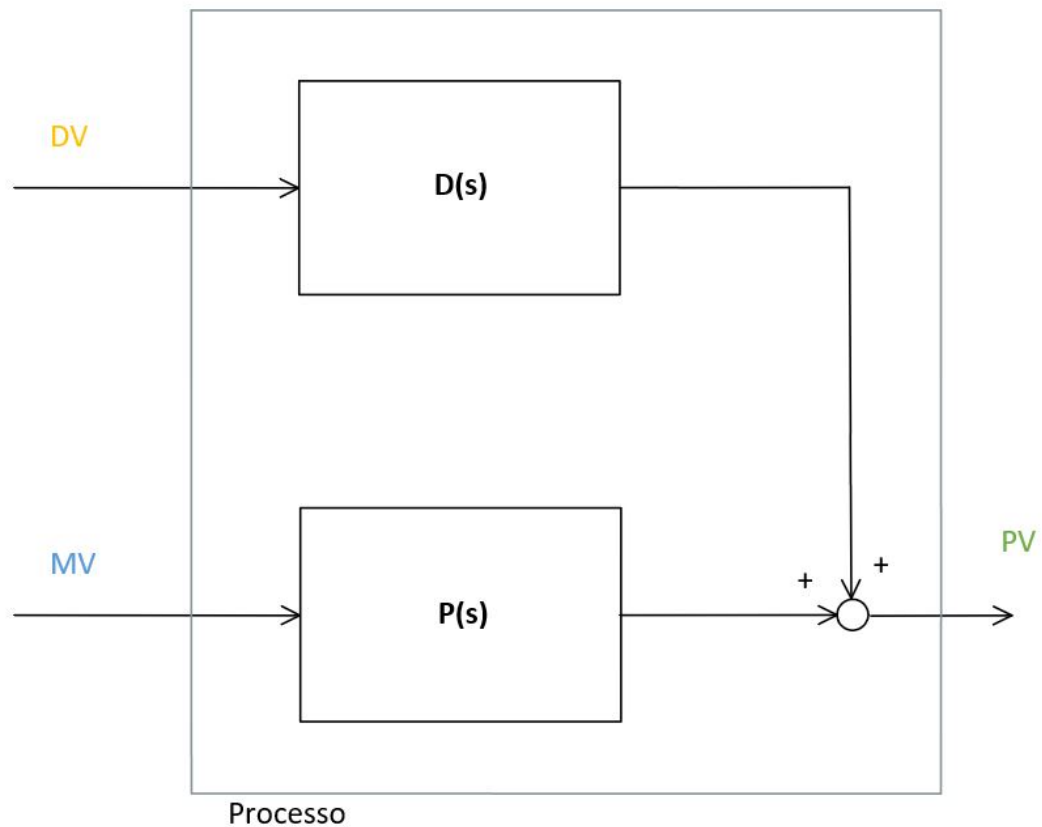 DV
D(s)
MV
P(s)
+
+
PV
Processo